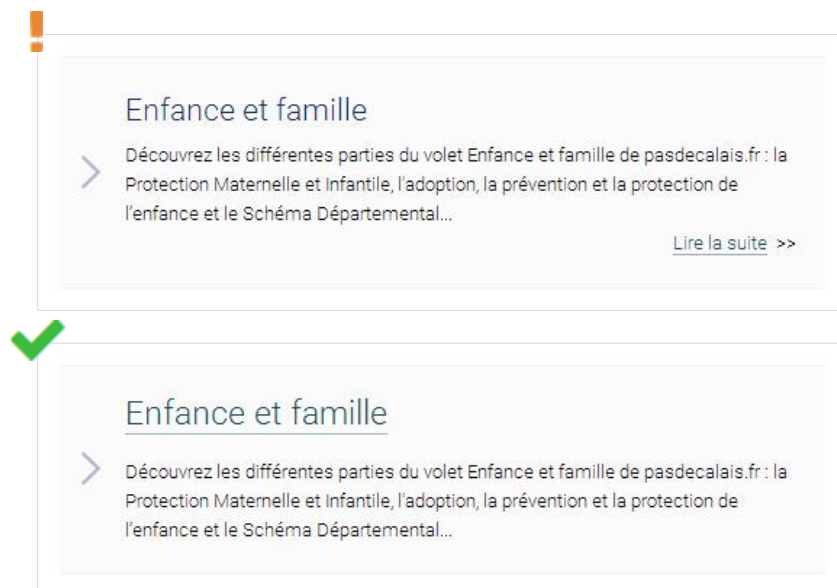 Enfance et famille
Découvrez les différentes parties du volet Enfance et famille de pasdecalais.fr : la
Protection Maternelle et Infantile, l'adoption, la prévention et la protection de
l'enfance et le Schéma Départemental...
Lire la suite >>
Enfance et famille
Découvrez les différentes parties du volet Enfance et famille de pasdecalais.fr : la
Protection Maternelle et Infantile, l'adoption, la prévention et la protection de
l'enfance et le Schéma Départemental...